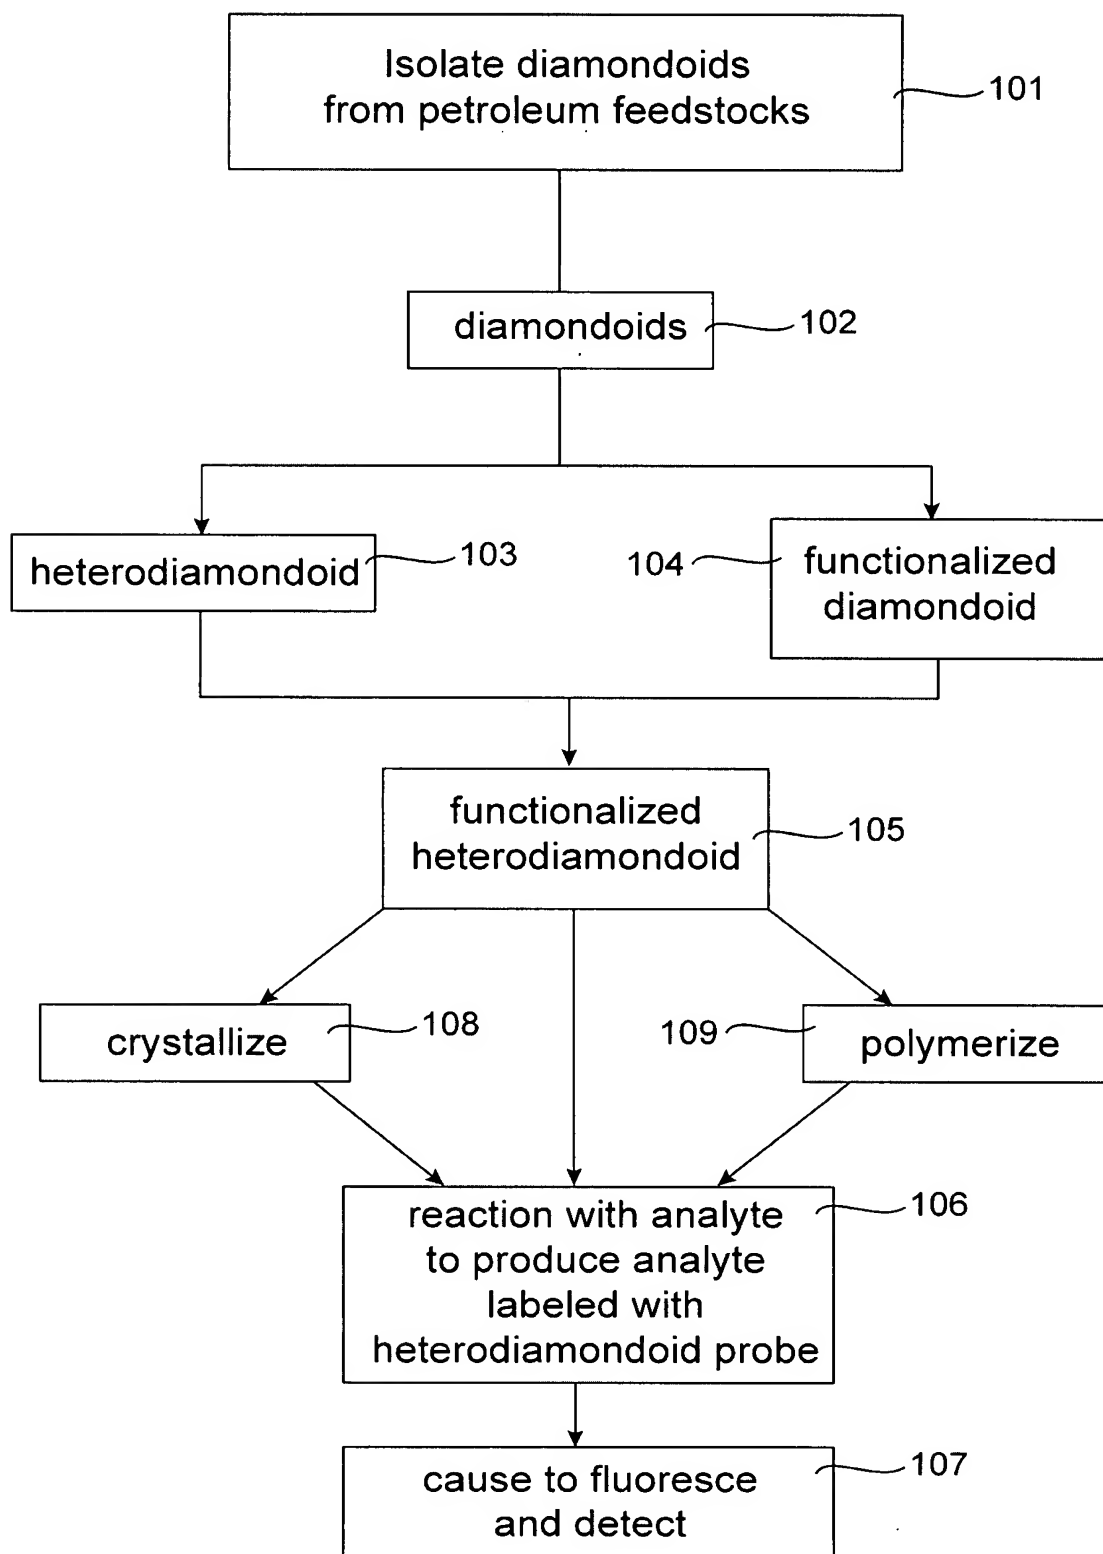 Isolate diamondoids
from petroleum feedstocks
101
diamondoids
102
heterodiamondoid
103
104
functionalized
diamondoid
functionalized
heterodiamondoid
105
crystallize
108
109
polymerize
reaction with analyte
to produce analyte
labeled with
heterodiamondoid probe
106
cause to fluoresce
and detect
107